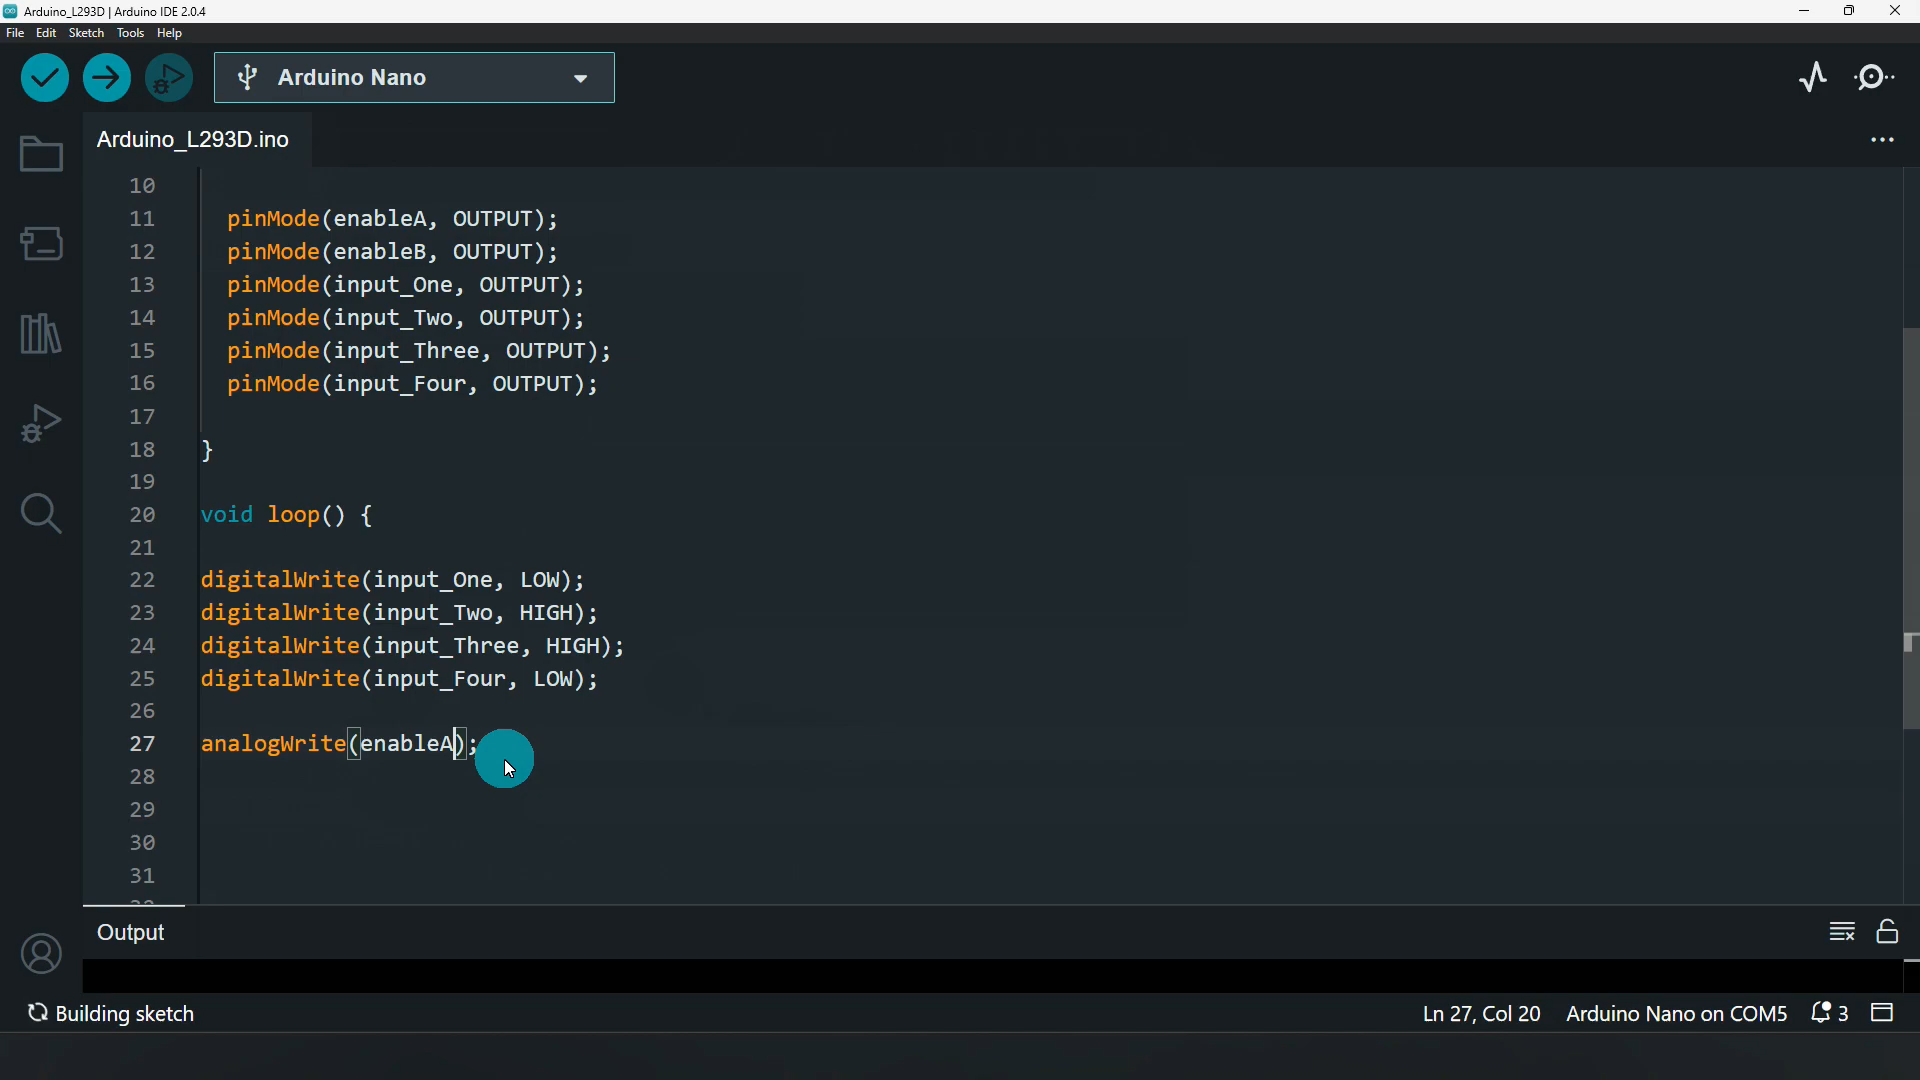 Arduino_L293D | Arduino IDE 2.0.4
File Edit Sketch Tools Help
Arduino Nano
Arduino_L293D.ino
10
11 pinMode(enableA, OUTPUT);
12 pinMode(enableB, OUTPUT);
13 pinMode(input_One, OUTPUT);
14 pinMode(input_Two, OUTPUT);
15 pinMode(input_Three, OUTPUT);
16 pinMode(input_Four, OUTPUT);
17
18 }
19
20 void loop() {
21
22 digitalWrite(input_One, LOW);
23 digitalWrite(input_Two, HIGH);
24 digitalWrite(input_Three, HIGH);
25 digitalWrite(input_Four, LOW);
26
27 analogWrite(enableA);
28
29
30
31
Output
Building sketch Ln 27, Col 20 Arduino Nano on COM5 3